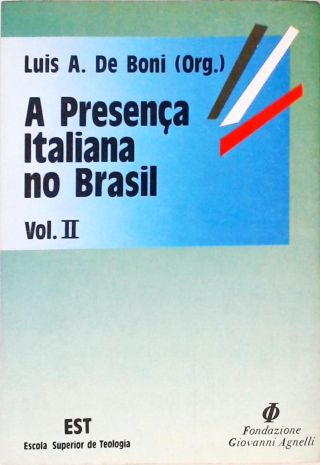 Luis A. De Boni (Org.)
A Presença
Italiana
no Brasil
Vol. II
EST
Escola Superior de Teologia
Φ
Fondazione
Giovanni Agnelli